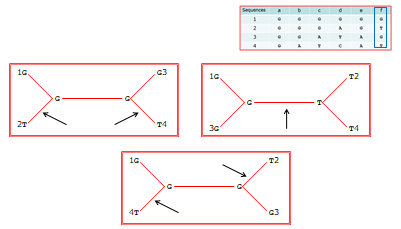 Sequences a b c d e f
1 G G G G G G
2 G G G A G T
3 G G A T A G
4 G A T C A T
1G G3
G G
2T T4
1G T2
G T
3G T4
1G T2
G G
4T G3